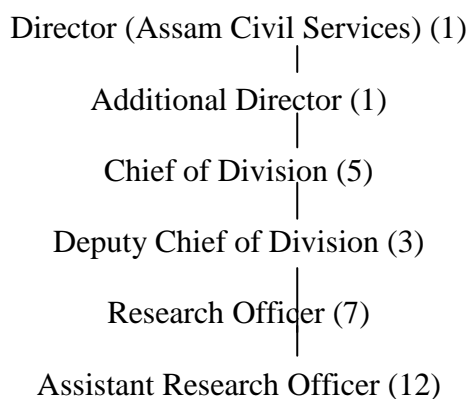 Director (Assam Civil Services) (1)
Additional Director (1)
Chief of Division (5)
Deputy Chief of Division (3)
Research Officer (7)
Assistant Research Officer (12)